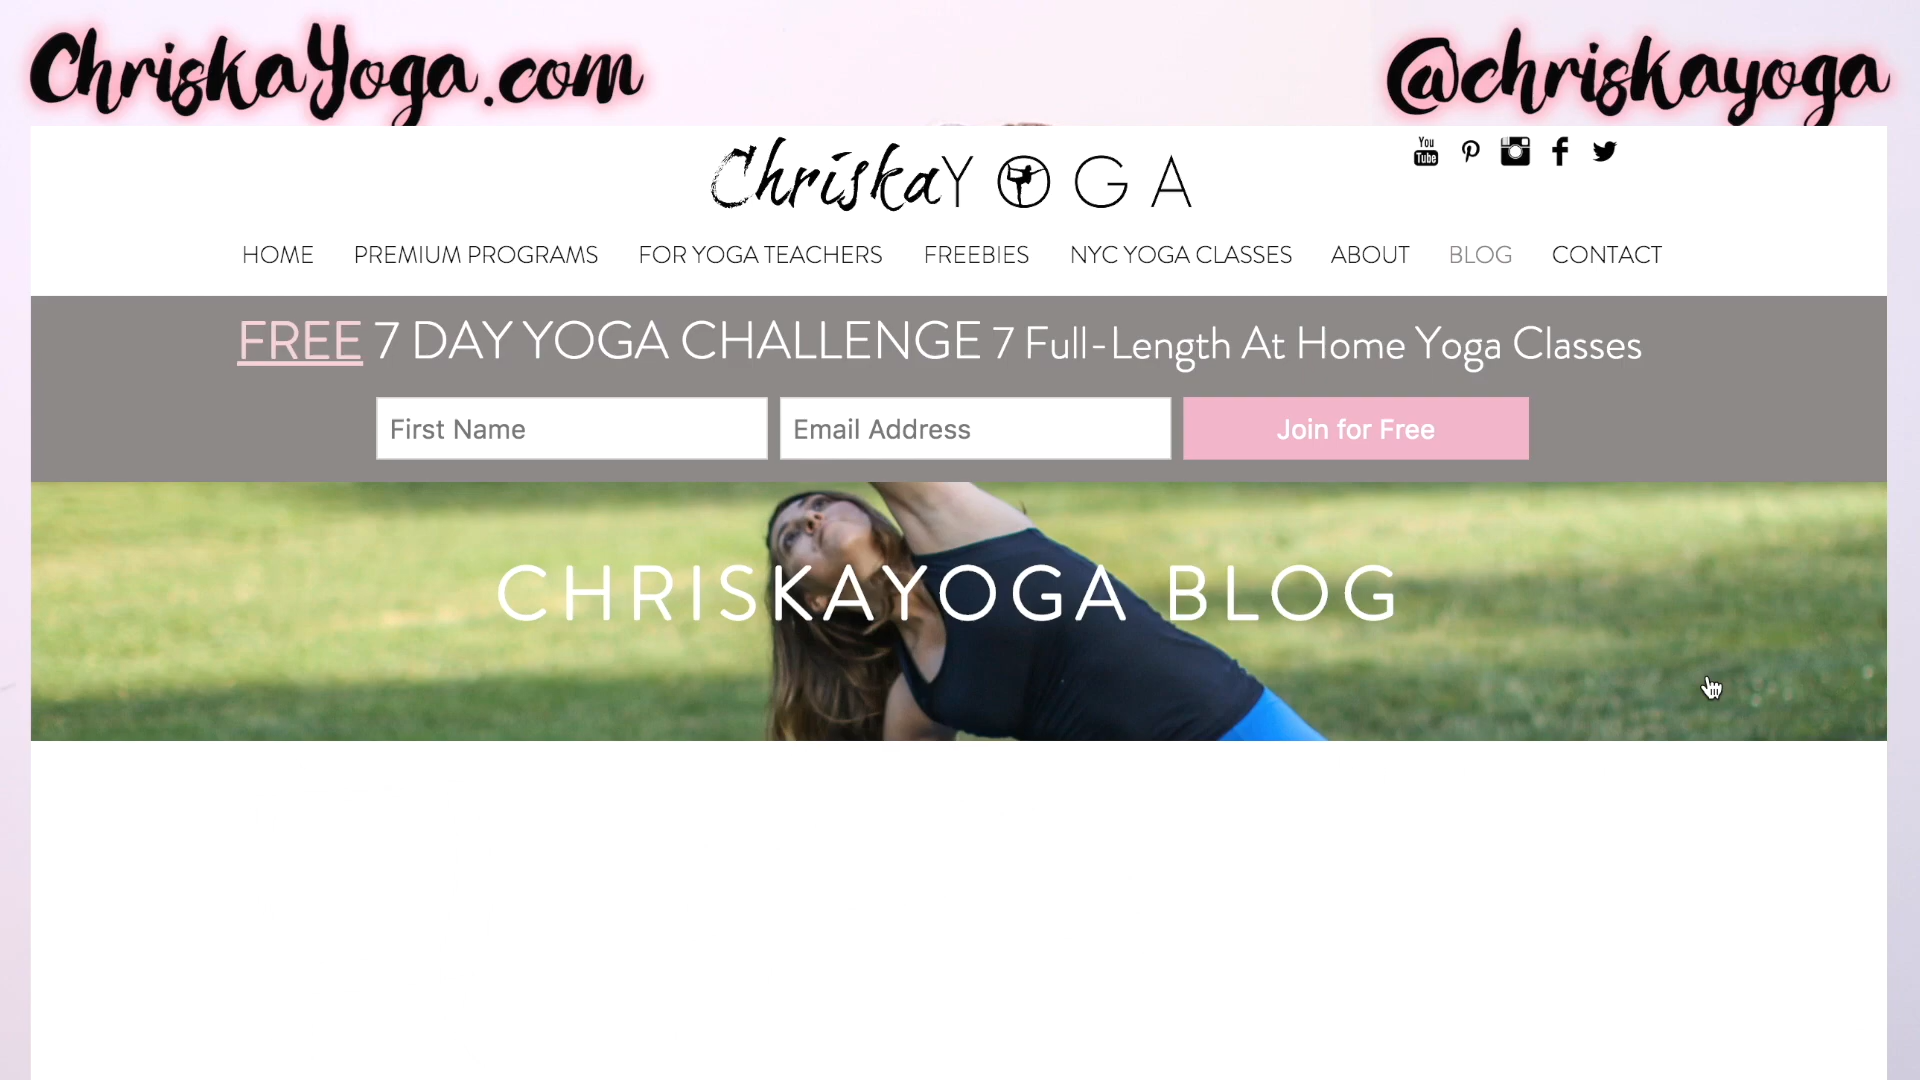 ChriskaYoga.com
@chriskayoga
ChriskaYOGA
You
Tube
HOME PREMIUM PROGRAMS FOR YOGA TEACHERS FREEBIES NYC YOGA CLASSES ABOUT BLOG CONTACT
FREE 7 DAY YOGA CHALLENGE 7 Full-Length At Home Yoga Classes
First Name Email Address Join for Free
CHRISKAYOGA BLOG